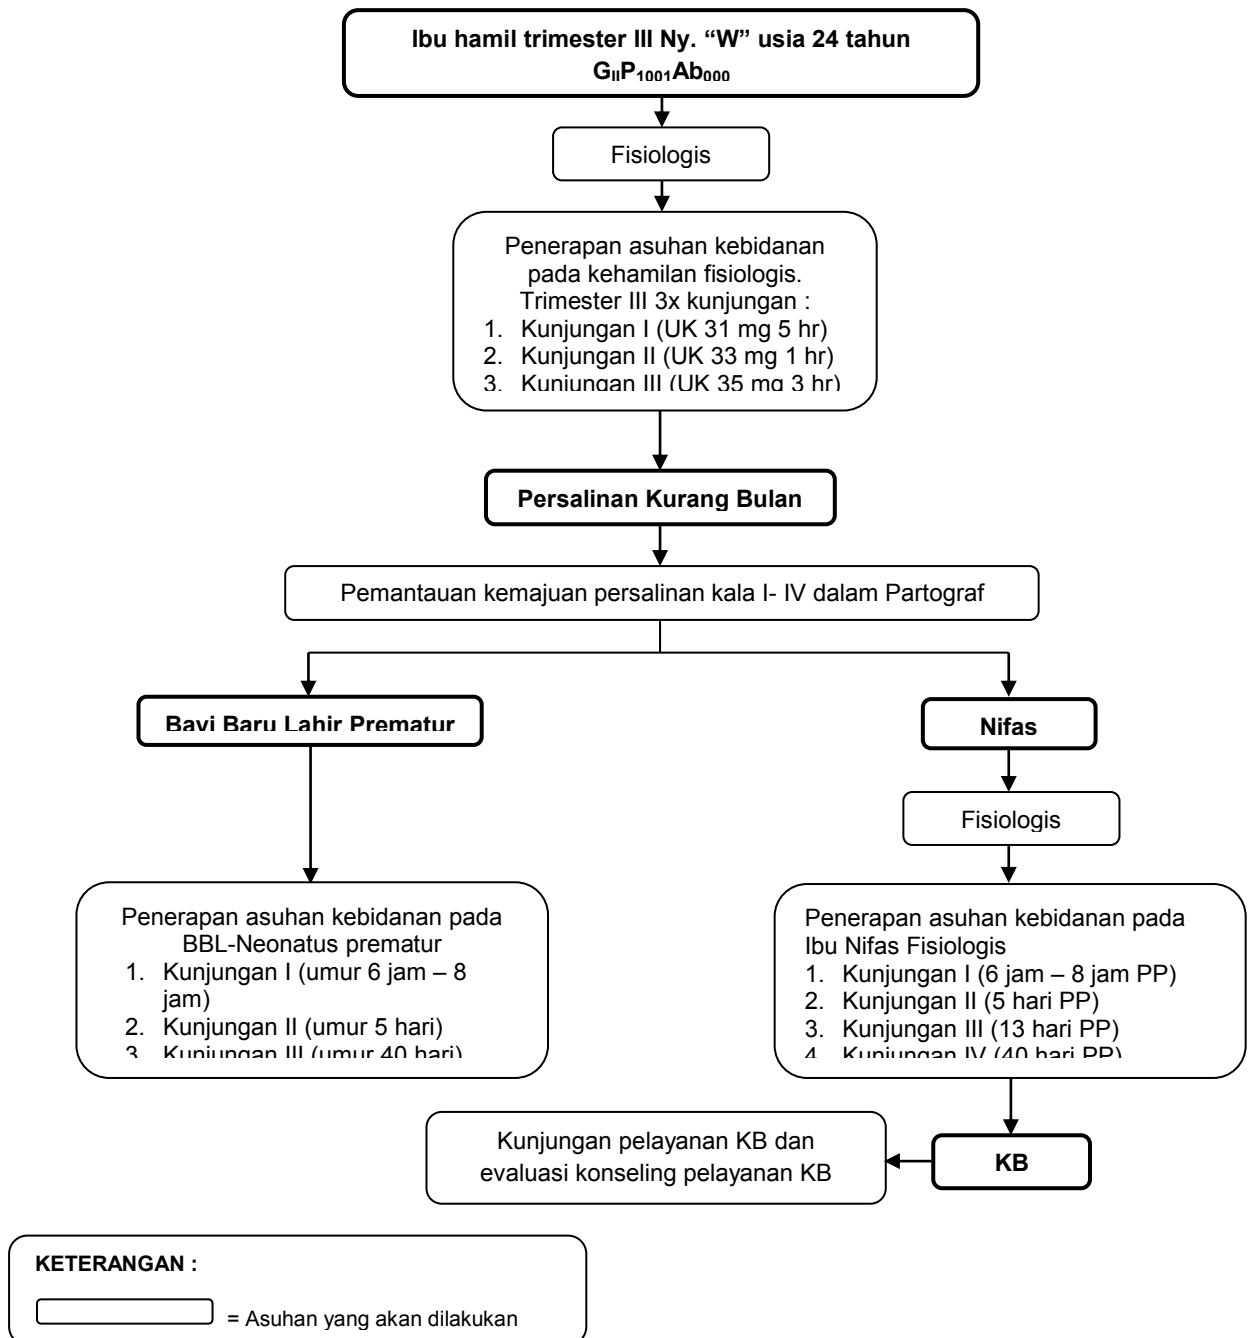 Ibu hamil trimester III Ny. “W” usia 24 tahun
GIIP1001Ab000
Fisiologis
Penerapan asuhan kebidanan
pada kehamilan fisiologis.
Trimester III 3x kunjungan :
1. Kunjungan I (UK 31 mg 5 hr)
2. Kunjungan II (UK 33 mg 1 hr)
3. Kunjungan III (UK 35 mg 3 hr)
Persalinan Kurang Bulan
Pemantauan kemajuan persalinan kala I- IV dalam Partograf
Bayi Baru Lahir Prematur
Nifas
Fisiologis
Penerapan asuhan kebidanan pada
BBL-Neonatus prematur
1. Kunjungan I (umur 6 jam – 8
jam)
2. Kunjungan II (umur 5 hari)
3. Kunjungan III (umur 40 hari)
Penerapan asuhan kebidanan pada
Ibu Nifas Fisiologis
1. Kunjungan I (6 jam – 8 jam PP)
2. Kunjungan II (5 hari PP)
3. Kunjungan III (13 hari PP)
4. Kunjungan IV (40 hari PP)
Kunjungan pelayanan KB dan
evaluasi konseling pelayanan KB
KB
KETERANGAN :
= Asuhan yang akan dilakukan